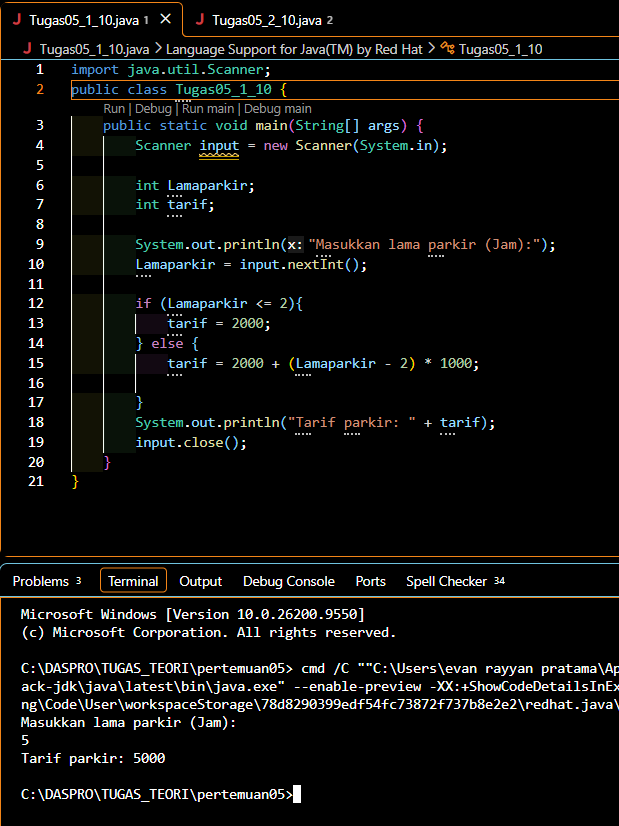 J Tugas05_1_10.java 1 × J Tugas05_2_10.java 2
J Tugas05_1_10.java > Language Support for Java(TM) by Red Hat > Tugas05_1_10
1 import java.util.Scanner;
2 public class Tugas05_1_10 {
Run | Debug | Run main | Debug main
3 public static void main(String[] args) {
4 Scanner input = new Scanner(System.in);
5
6 int Lamaparkir;
7 int tarif;
8
9 System.out.println(x: "Masukkan lama parkir (Jam):");
10 Lamaparkir = input.nextInt();
11
12 if (Lamaparkir <= 2){
13 tarif = 2000;
14 } else {
15 tarif = 2000 + (Lamaparkir - 2) * 1000;
16
17 }
18 System.out.println("Tarif parkir: " + tarif);
19 input.close();
20 }
21 }
Problems 3 Terminal Output Debug Console Ports Spell Checker 34
Microsoft Windows [Version 10.0.26200.9550]
(c) Microsoft Corporation. All rights reserved.
C:\DASPRO\TUGAS_TEORI\pertemuan05> cmd /C ""C:\Users\evan rayyan pratama\Ap
ack-jdk\java\latest\bin\java.exe" --enable-preview -XX:+ShowCodeDetailsInEx
ng\Code\User\workspaceStorage\78d8290399edf54fc73872f737b8e2e2\redhat.java\
Masukkan lama parkir (Jam):
5
Tarif parkir: 5000
C:\DASPRO\TUGAS_TEORI\pertemuan05>